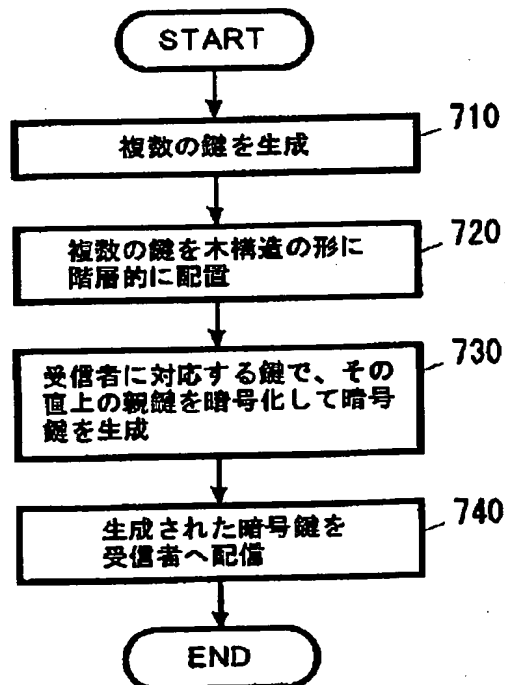 START
複数の鍵を生成
710
複数の鍵を木構造の形に
階層的に配置
720
受信者に対応する鍵で、その
直上の親鍵を暗号化して暗号
鍵を生成
730
生成された暗号鍵を
受信者へ配信
740
END